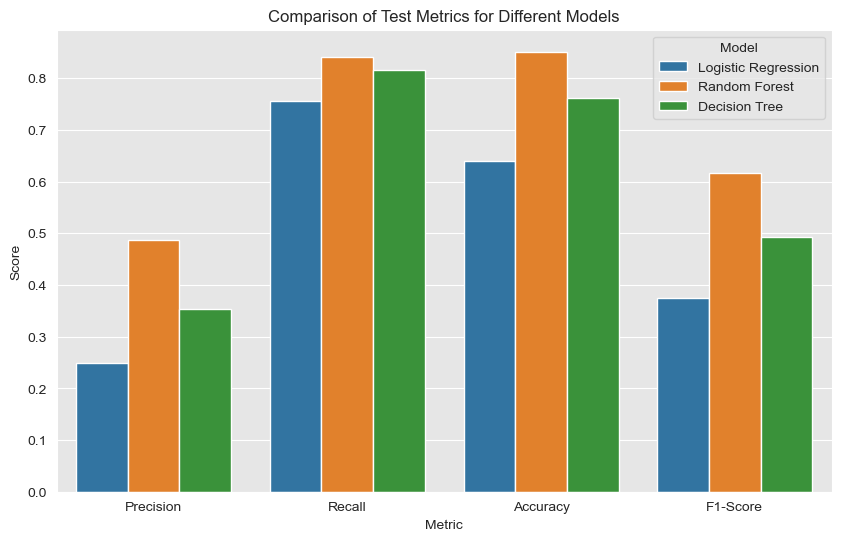 Comparison of Test Metrics for Different Models
Model
Logistic Regression
Random Forest
Decision Tree
Score
0.8
0.7
0.6
0.5
0.4
0.3
0.2
0.1
0.0
Precision
Recall
Accuracy
F1-Score
Metric